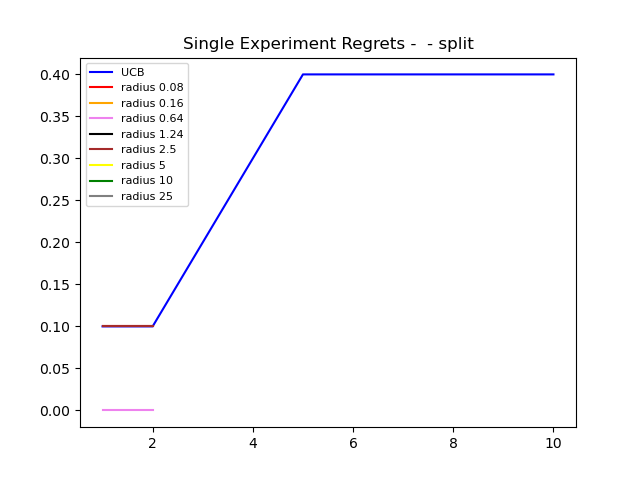 Single Experiment Regrets -  - split
0.40
0.35
0.30
0.25
0.20
0.15
0.10
0.05
0.00
UCB
radius 0.08
radius 0.16
radius 0.64
radius 1.24
radius 2.5
radius 5
radius 10
radius 25
2
4
6
8
10